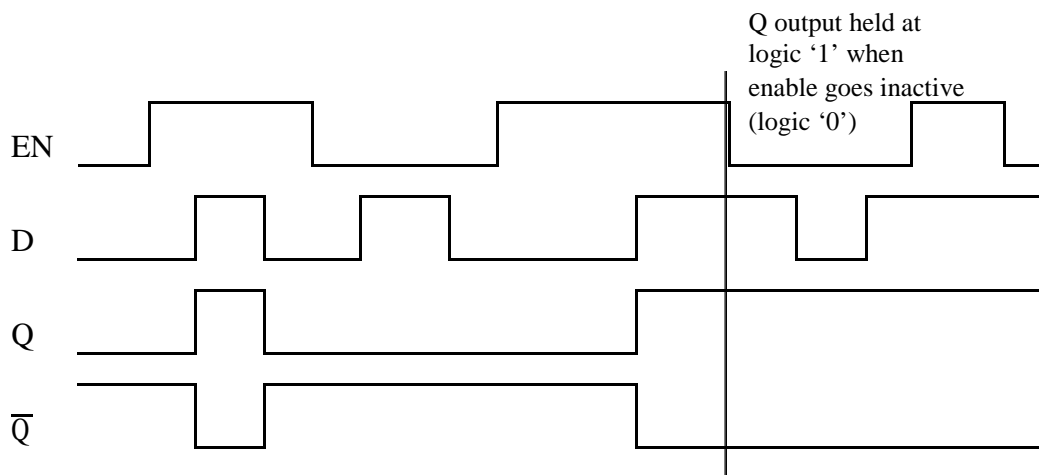 Q output held at
logic ‘1’ when
enable goes inactive
(logic ‘0’)
EN
D
Q
Q̅